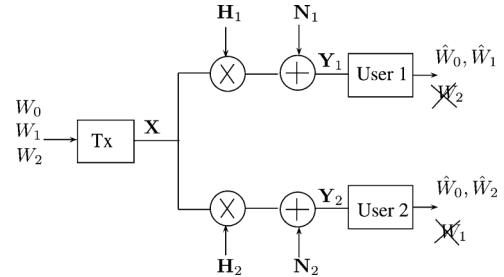 H₁
N₁
Y₁
User 1
Ŵ₀, Ŵ₁
W₂
W₀
W₁
W₂
Tx
X
Y₂
User 2
Ŵ₀, Ŵ₂
W₁
H₂
N₂